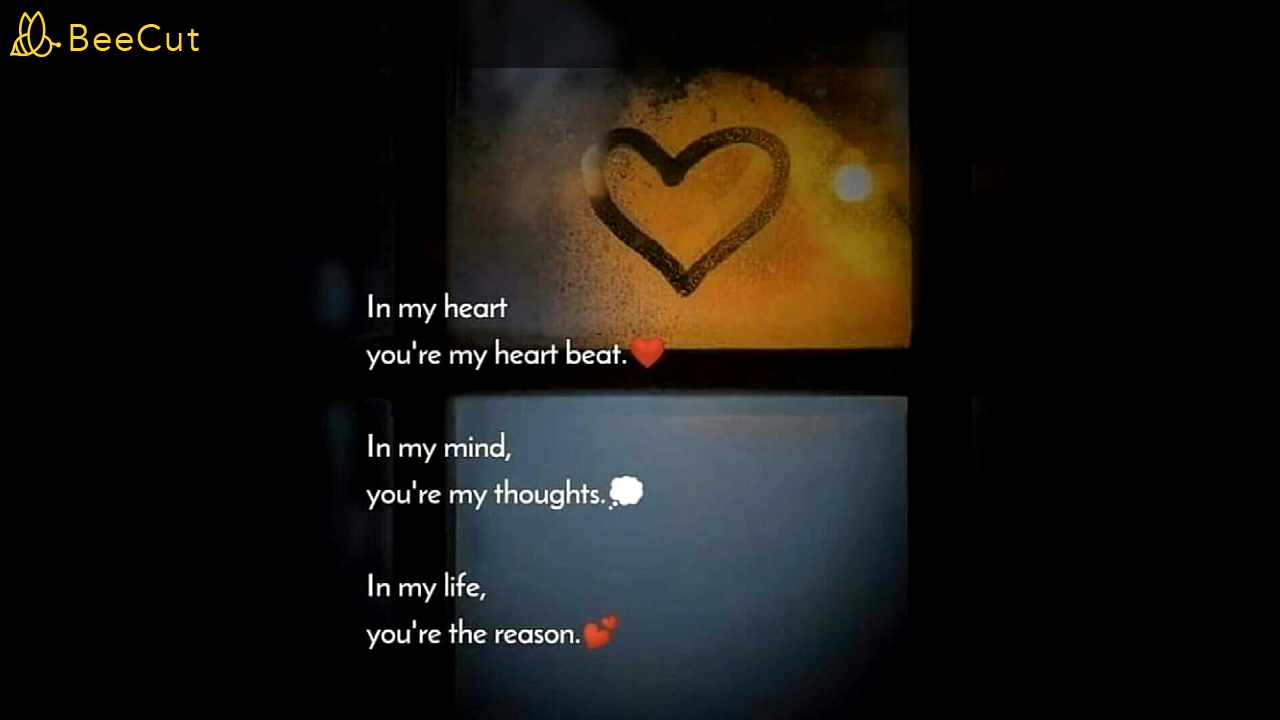 BeeCut
In my heart
you're my heart beat.❤️
In my mind,
you're my thoughts.💭
In my life,
you're the reason.💕